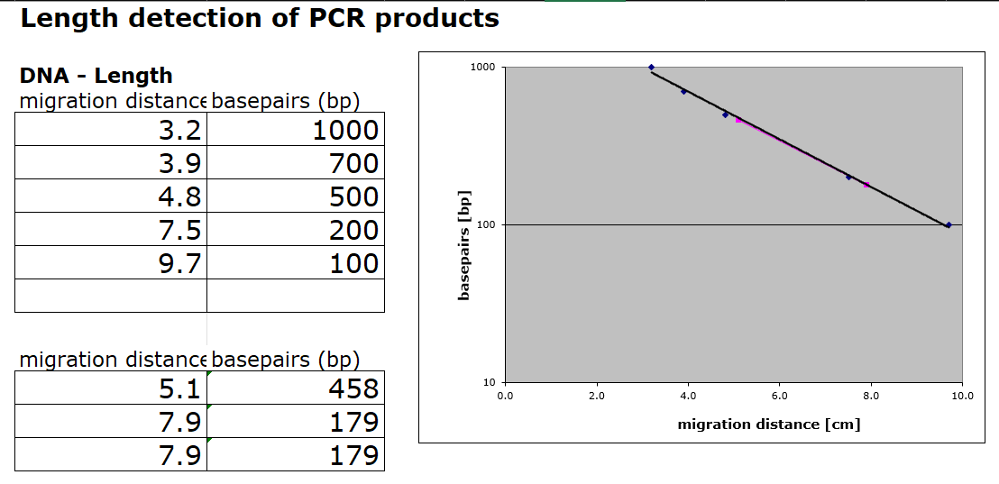 Length detection of PCR products
DNA - Length
migration distance basepairs (bp)
3.2 1000
3.9 700
4.8 500
7.5 200
9.7 100
migration distance basepairs (bp)
5.1 458
7.9 179
7.9 179
1000
100
10
basepairs [bp]
0.0 2.0 4.0 6.0 8.0 10.0
migration distance [cm]